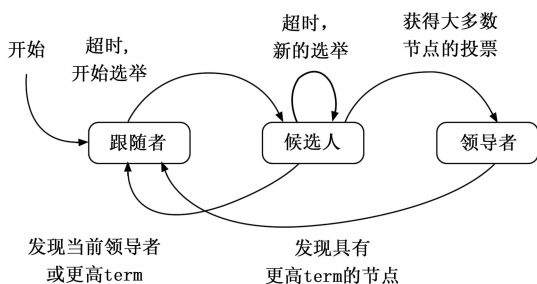 开始
超时,
开始选举
超时,
新的选举
获得大多数
节点的投票
跟随者
候选人
领导者
发现当前领导者
或更高term
发现具有
更高term的节点